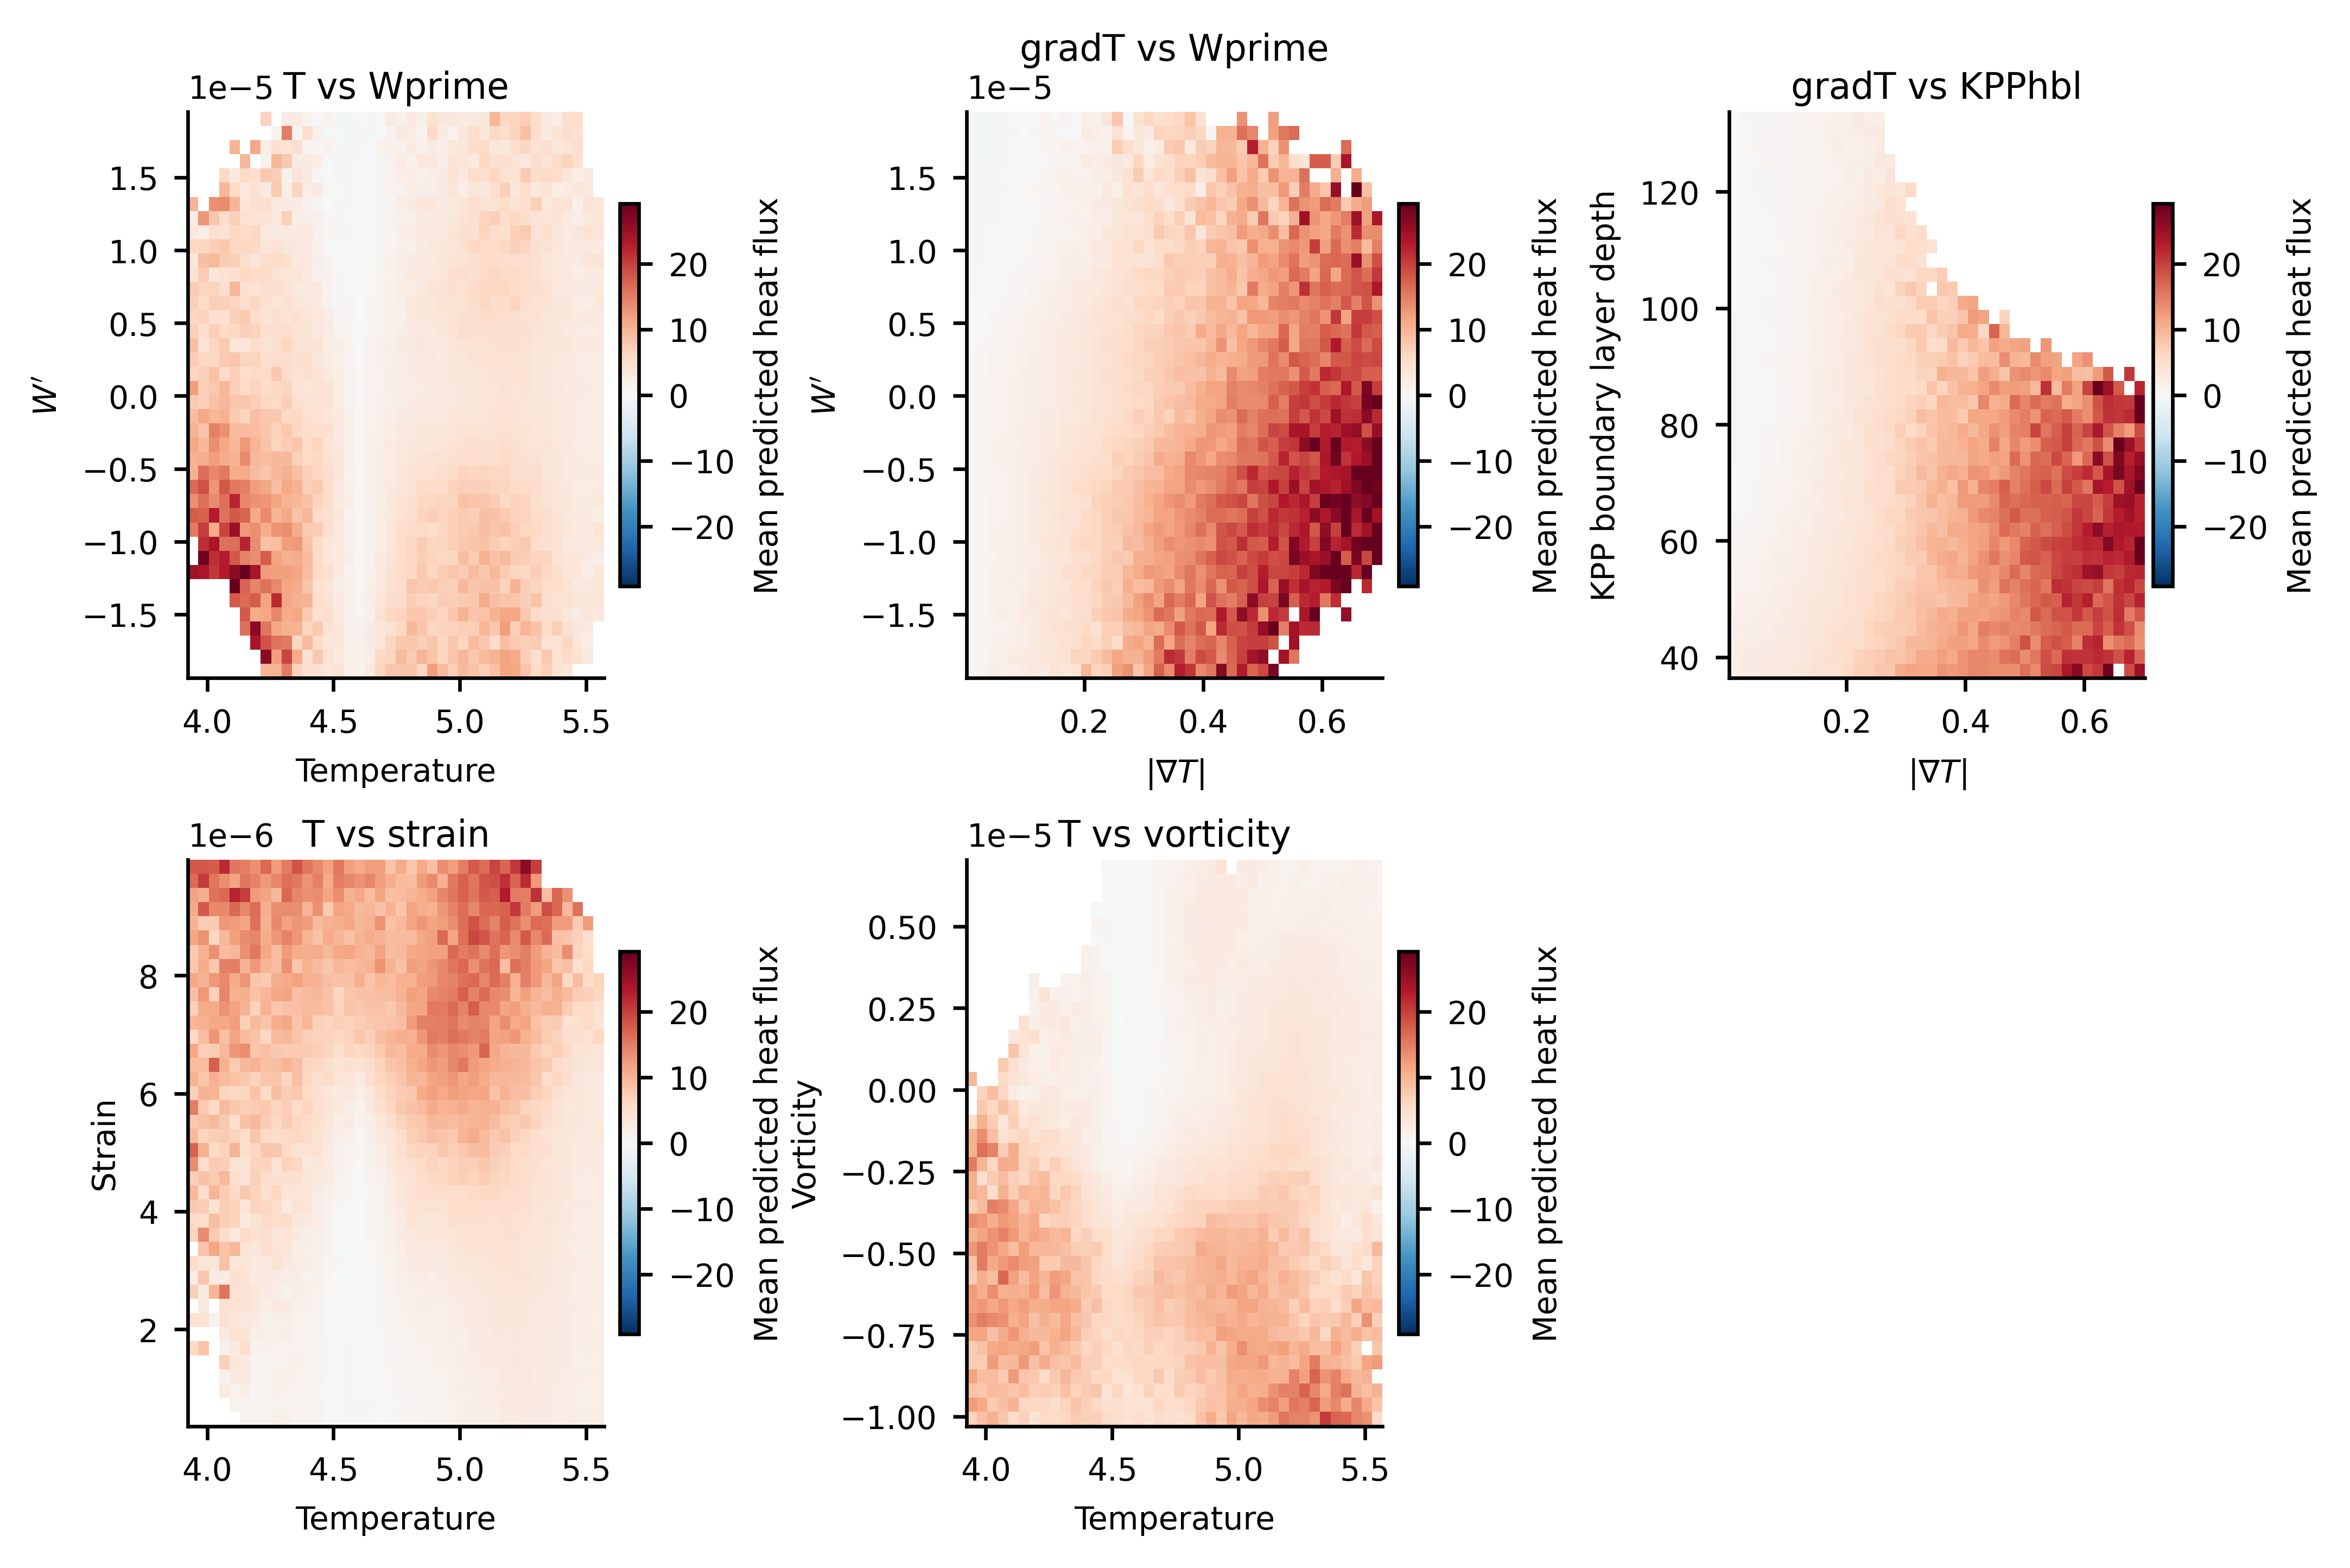 T vs Wprime
1e−5
1.5
1.0
0.5
0.0
−0.5
−1.0
−1.5
W′
4.0 4.5 5.0 5.5
Temperature
20
10
0
−10
−20
Mean predicted heat flux
gradT vs Wprime
1e−5
1.5
1.0
0.5
0.0
−0.5
−1.0
−1.5
W′
0.2 0.4 0.6
|∇T|
20
10
0
−10
−20
Mean predicted heat flux
gradT vs KPPhbl
120
100
80
60
40
KPP boundary layer depth
0.2 0.4 0.6
|∇T|
20
10
0
−10
−20
Mean predicted heat flux
T vs strain
1e−6
8
6
4
2
Strain
4.0 4.5 5.0 5.5
Temperature
20
10
0
−10
−20
Mean predicted heat flux
T vs vorticity
1e−5
0.50
0.25
0.00
−0.25
−0.50
−0.75
−1.00
Vorticity
4.0 4.5 5.0 5.5
Temperature
20
10
0
−10
−20
Mean predicted heat flux